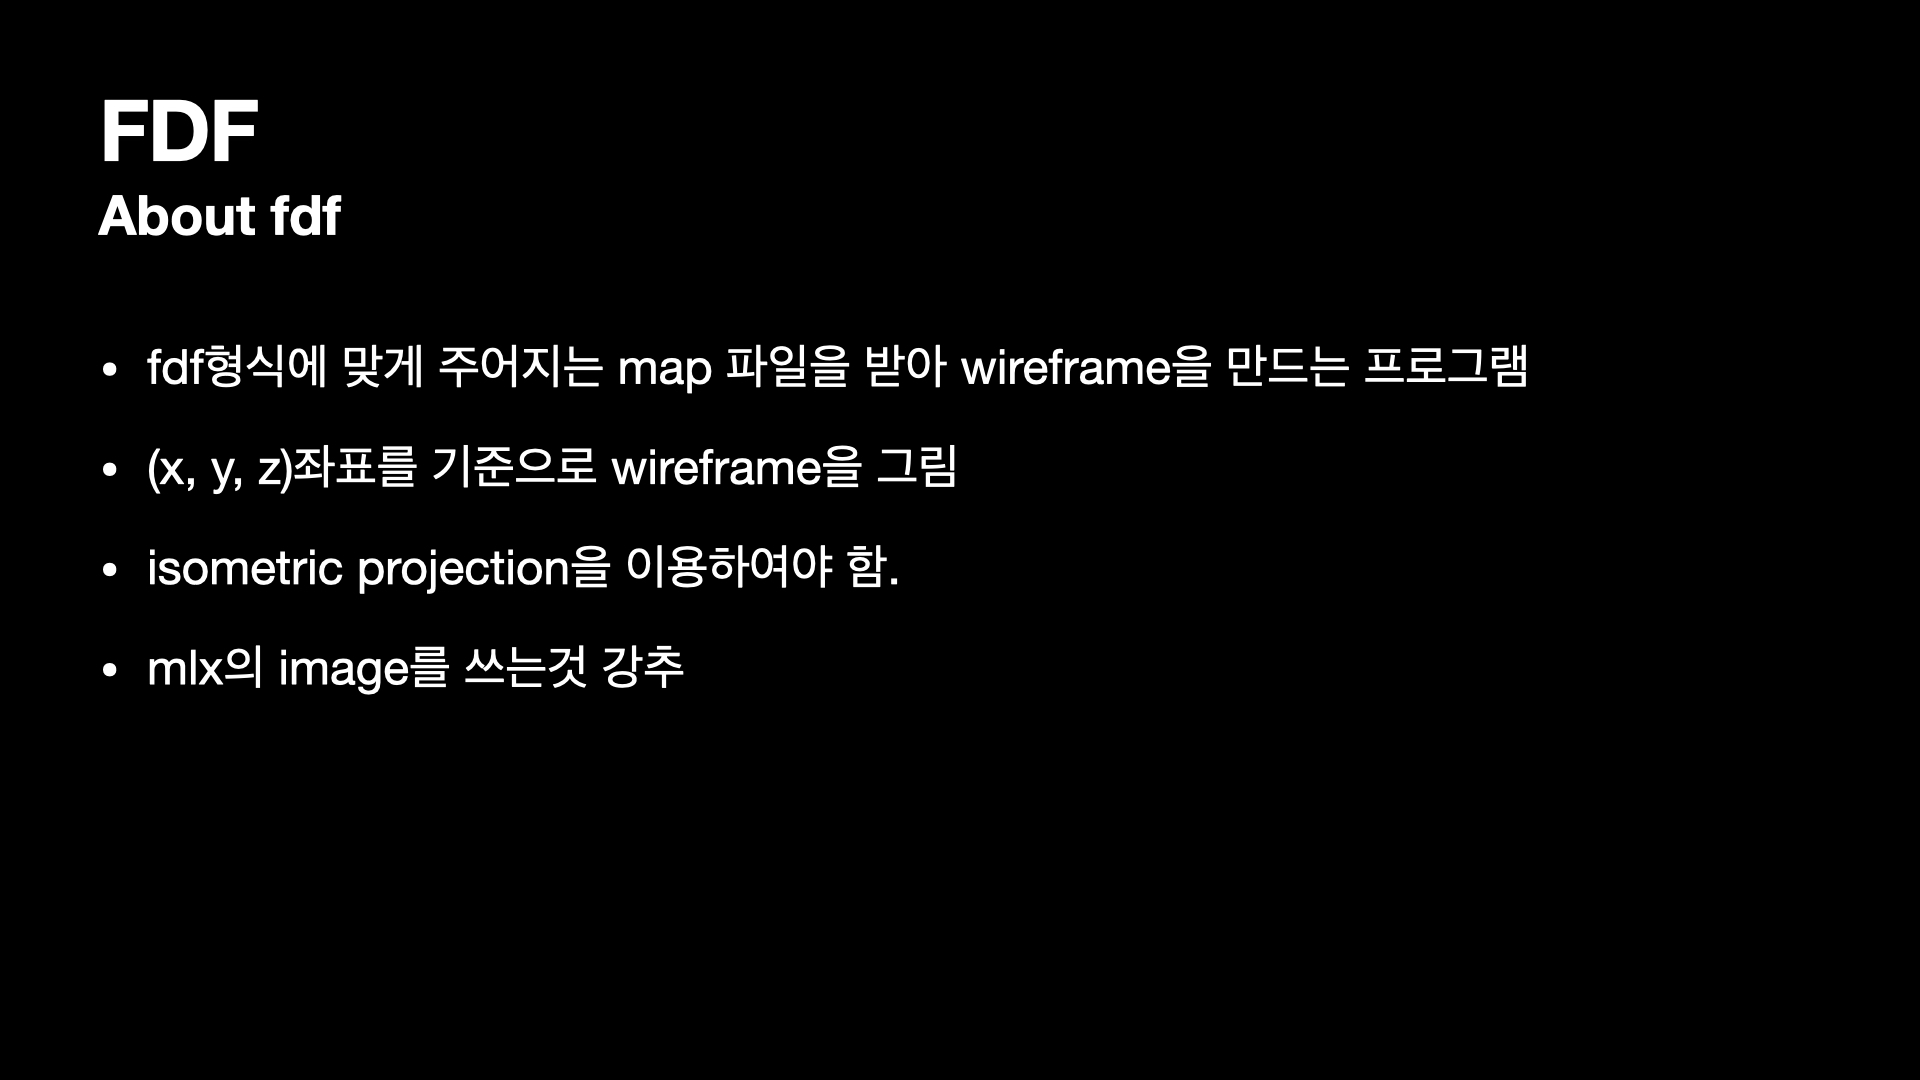 FDF
About fdf
• fdf형식에 맞게 주어지는 map 파일을 받아 wireframe을 만드는 프로그램
• (x, y, z)좌표를 기준으로 wireframe을 그림
• isometric projection을 이용하여야 함.
• mlx의 image를 쓰는것 강추